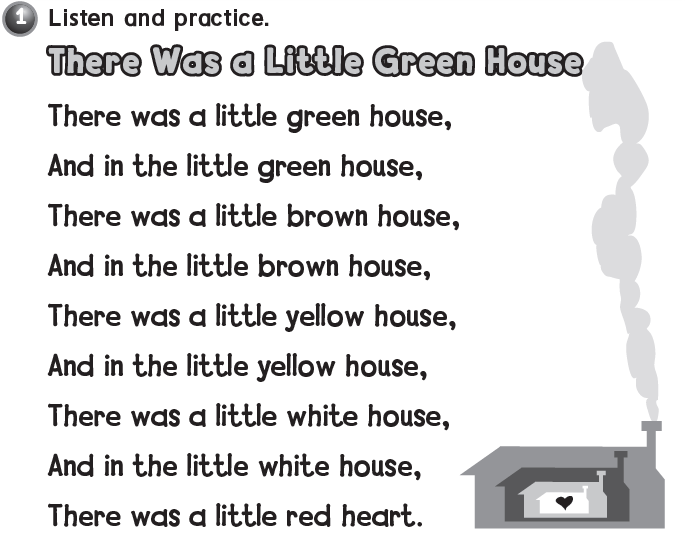 1 Listen and practice.
There Was a Little Green House
There was a little green house,
And in the little green house,
There was a little brown house,
And in the little brown house,
There was a little yellow house,
And in the little yellow house,
There was a little white house,
And in the little white house,
There was a little red heart.